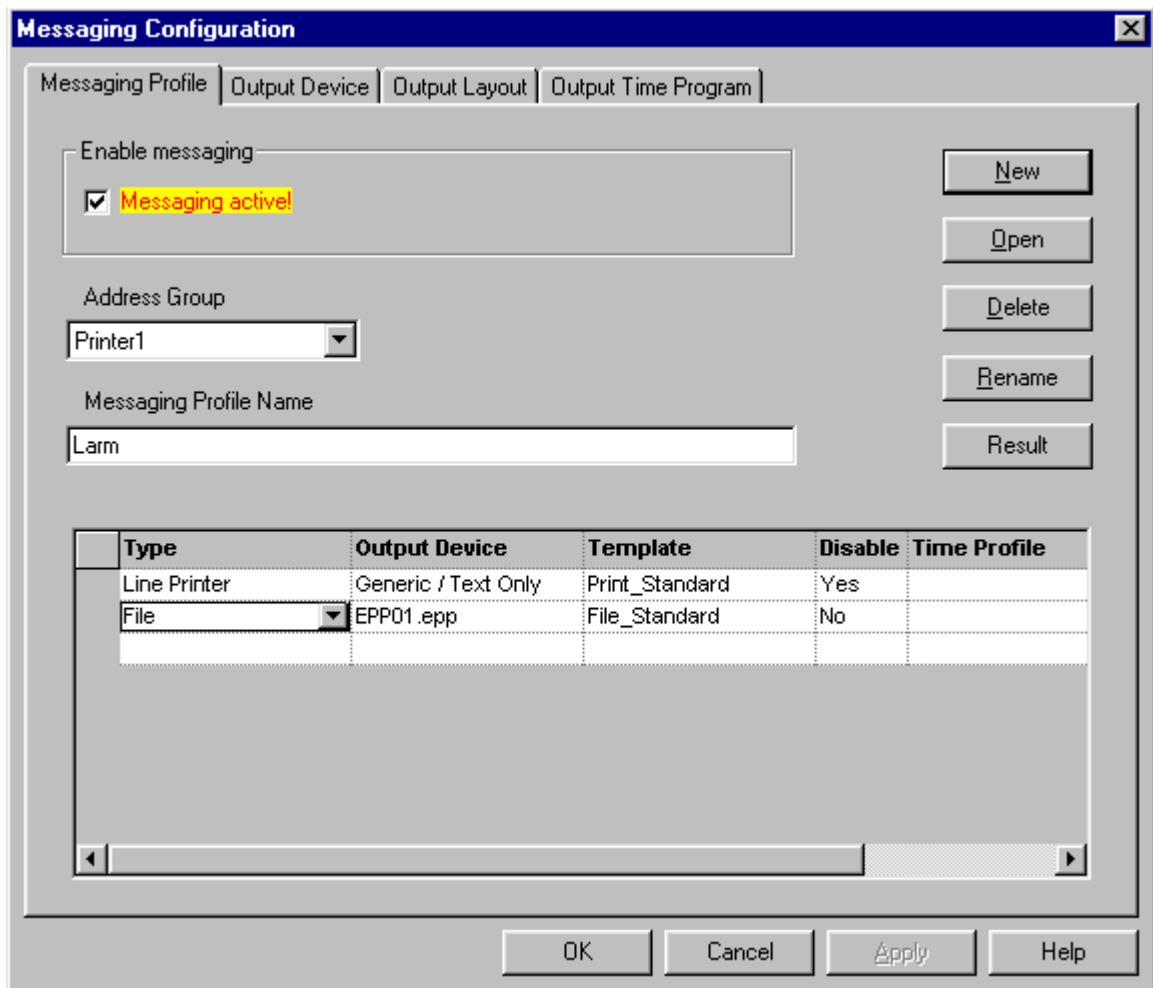 Messaging Configuration
Messaging Profile Output Device Output Layout Output Time Program
Enable messaging
Messaging active!
New
Open
Address Group
Printer1
Delete
Rename
Messaging Profile Name
Larm
Result
Type Output Device Template Disable Time Profile
Line Printer Generic / Text Only Print_Standard Yes
File EPP01.epp File_Standard No
OK Cancel Apply Help